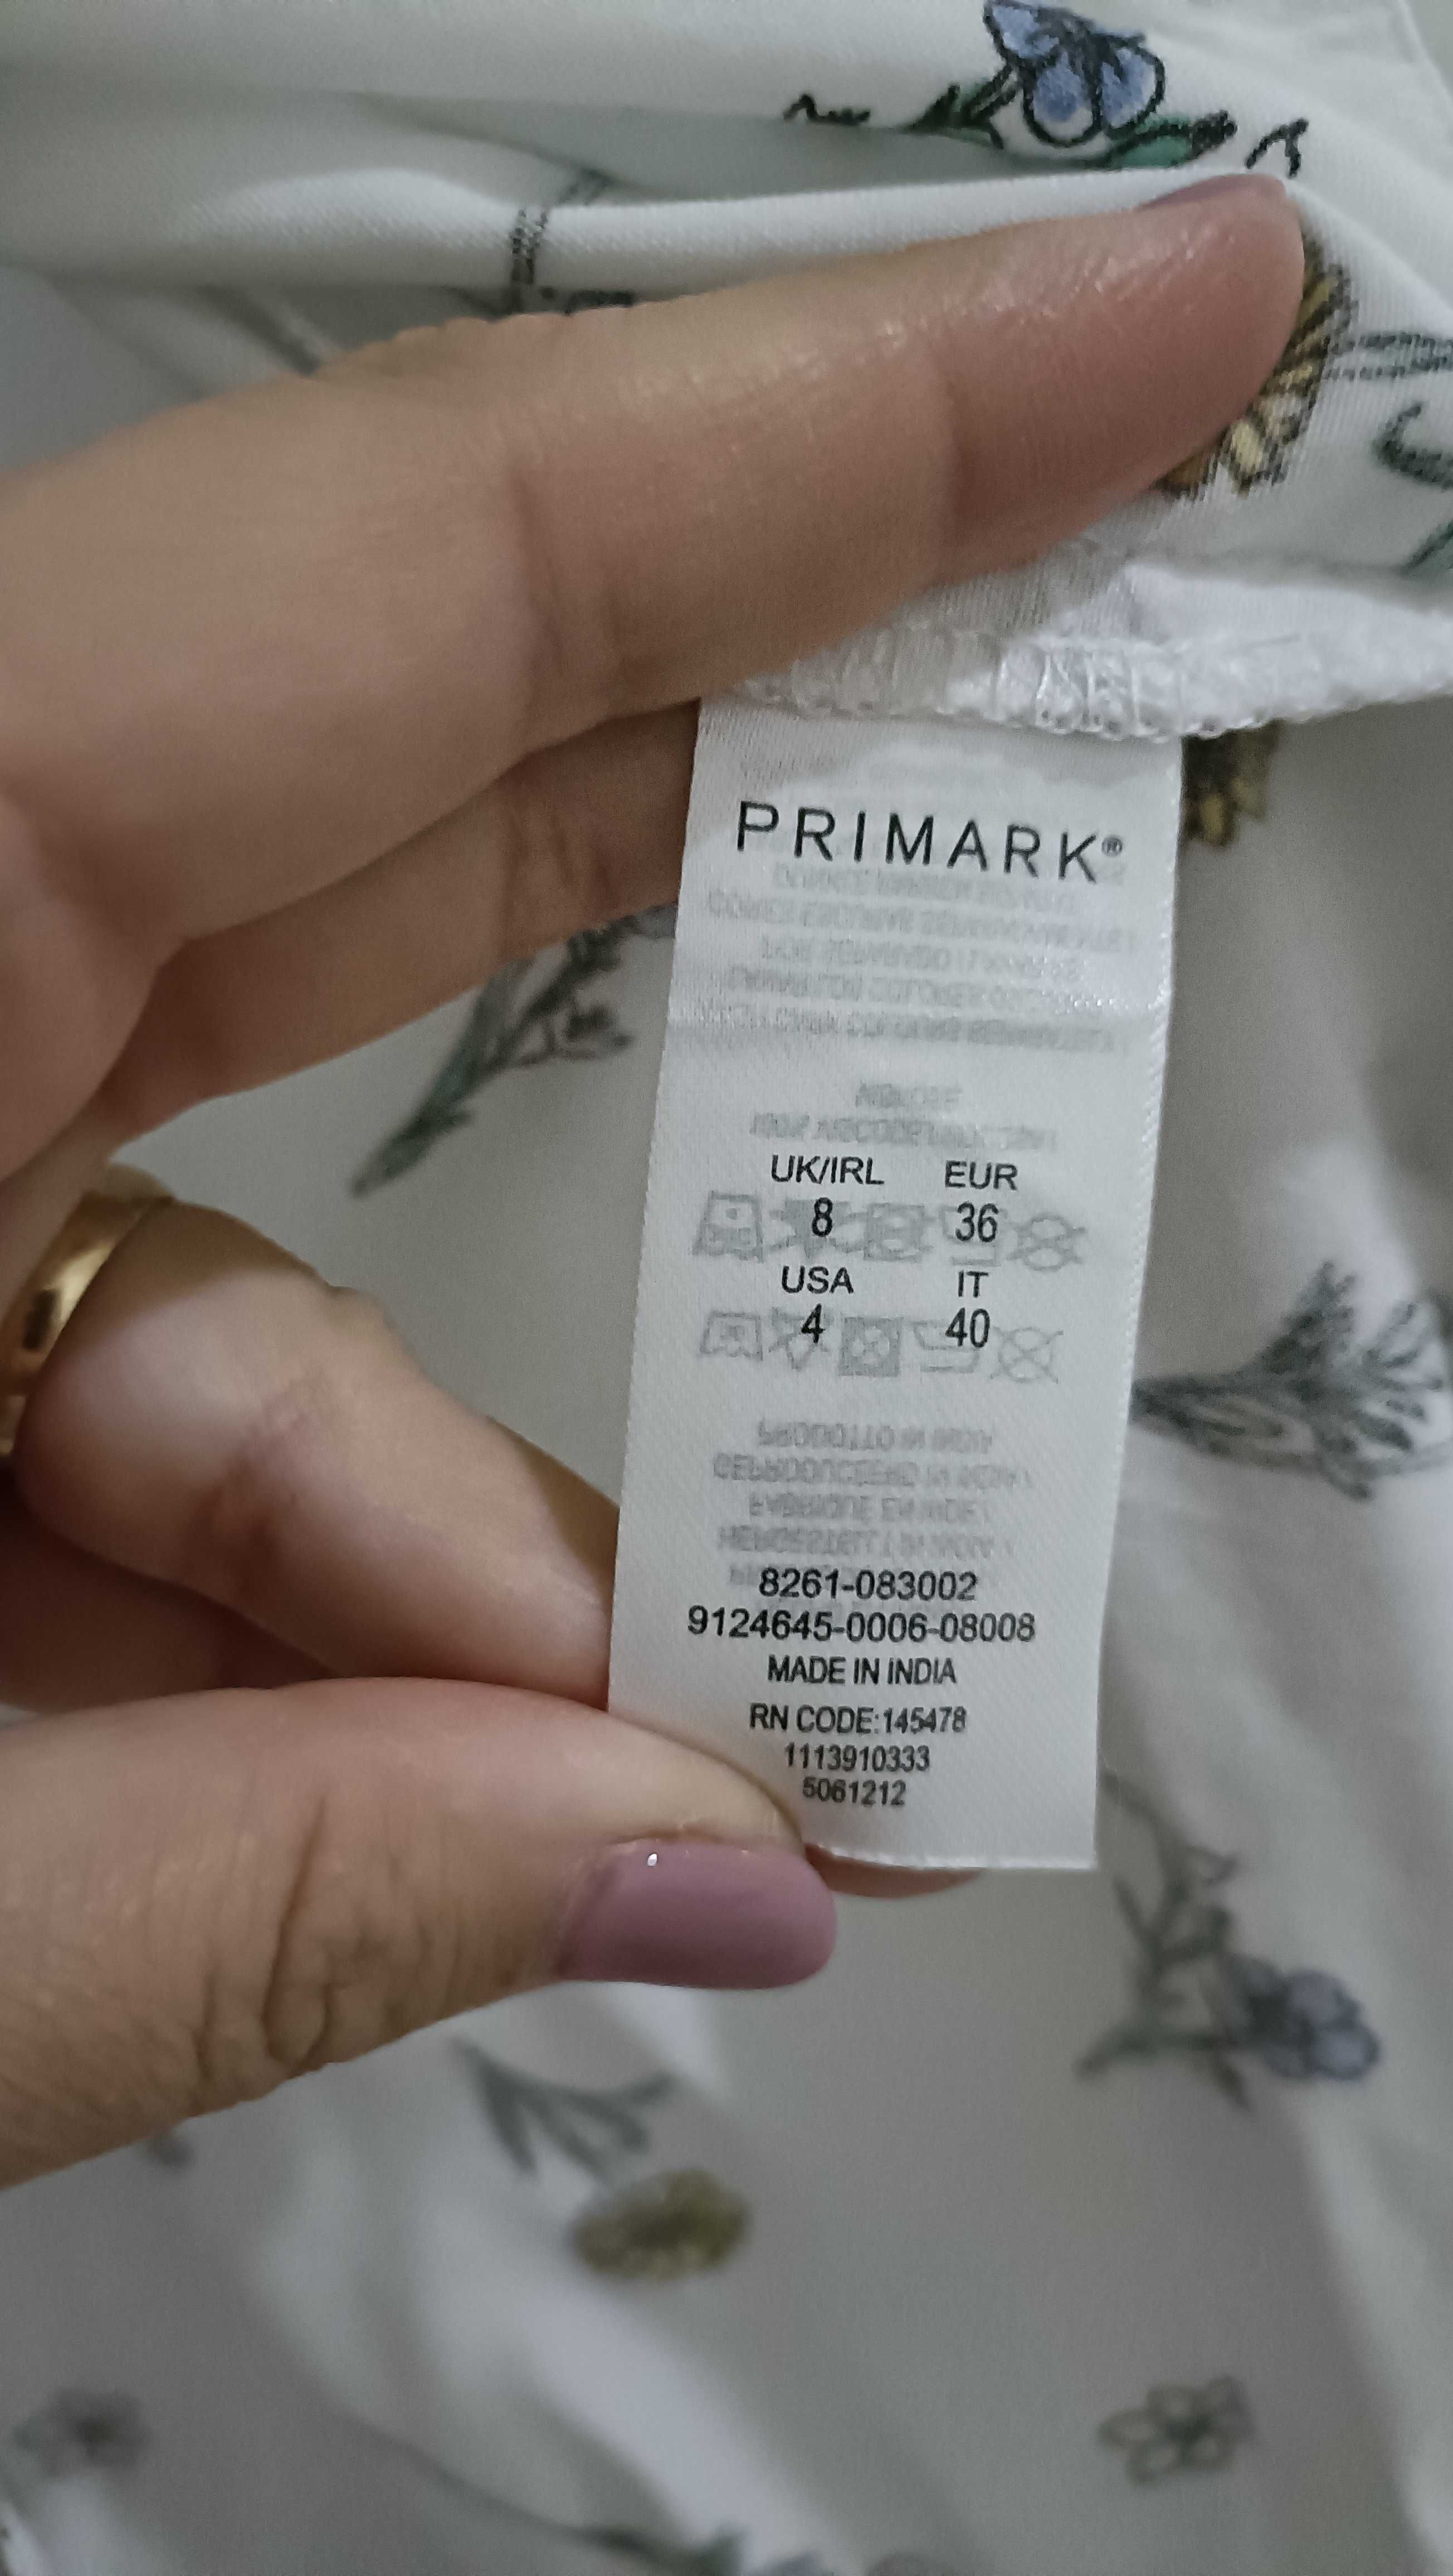 PRIMARK®
UK/IRL EUR
8 36
USA IT
4 40
8261-083002
9124645-0006-08008
MADE IN INDIA
RN CODE:145478
1113910333
5061212